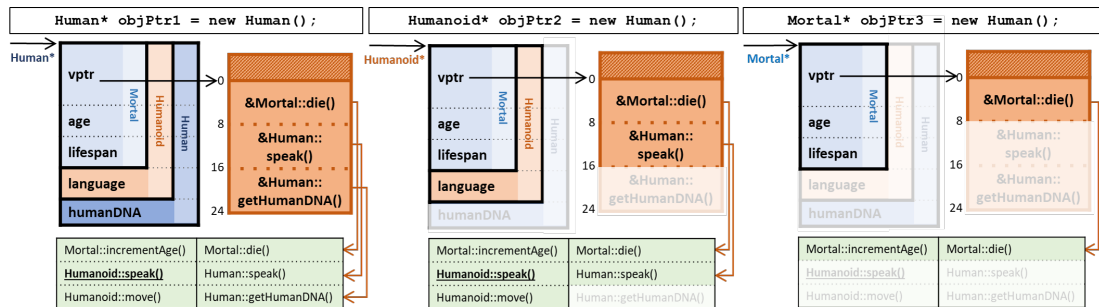 Human* objPtr1 = new Human();
Human*
vptr
age
lifespan
Mortal
Humanoid
Human
language
humanDNA
0
8
16
24
&Mortal::die()
&Human::
speak()
&Human::
getHumanDNA()
Mortal::incrementAge() Mortal::die()
Humanoid::speak() Human::speak()
Humanoid::move() Human::getHumanDNA()
Humanoid* objPtr2 = new Human();
Humanoid*
vptr
age
lifespan
Mortal
Humanoid
Human
language
humanDNA
0
8
16
24
&Mortal::die()
&Human::
speak()
&Human::
getHumanDNA()
Mortal::incrementAge() Mortal::die()
Humanoid::speak() Human::speak()
Humanoid::move() Human::getHumanDNA()
Mortal* objPtr3 = new Human();
Mortal*
vptr
age
lifespan
Mortal
Humanoid
Human
language
humanDNA
0
8
16
24
&Mortal::die()
&Human::
speak()
&Human::
getHumanDNA()
Mortal::incrementAge() Mortal::die()
Humanoid::speak() Human::speak()
Humanoid::move() Human::getHumanDNA()